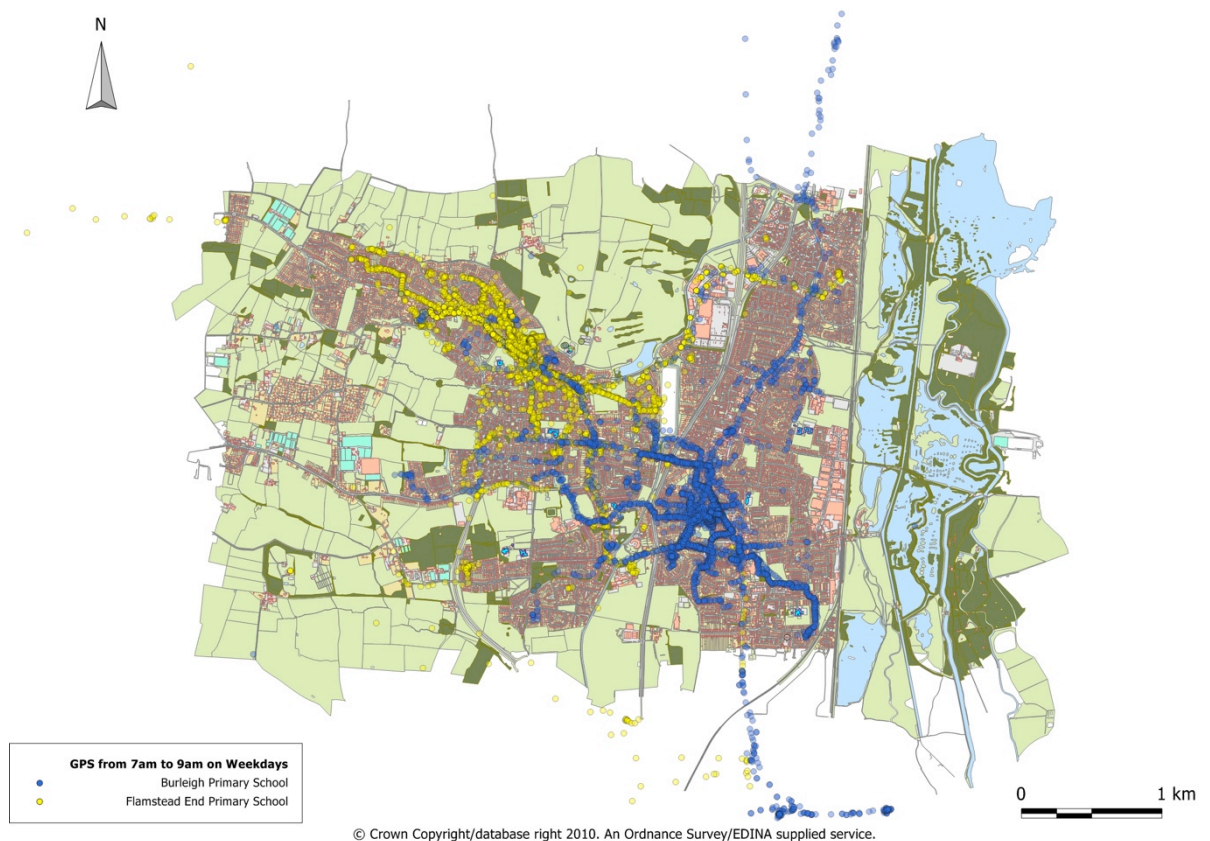 N
GPS from 7am to 9am on Weekdays
Burleigh Primary School
Flamstead End Primary School
0 1 km
© Crown Copyright/database right 2010. An Ordnance Survey/EDINA supplied service.